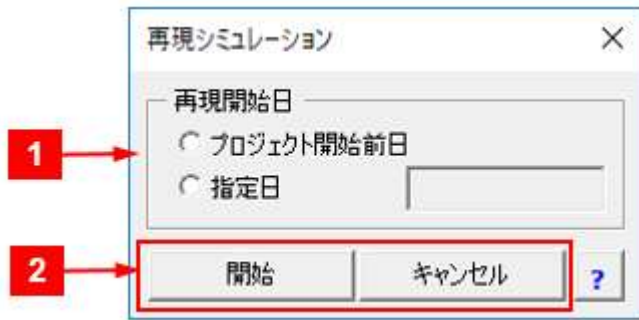 再現シミュレーション
再現開始日
1
プロジェクト開始前日
指定日
2
開始 キャンセル ?